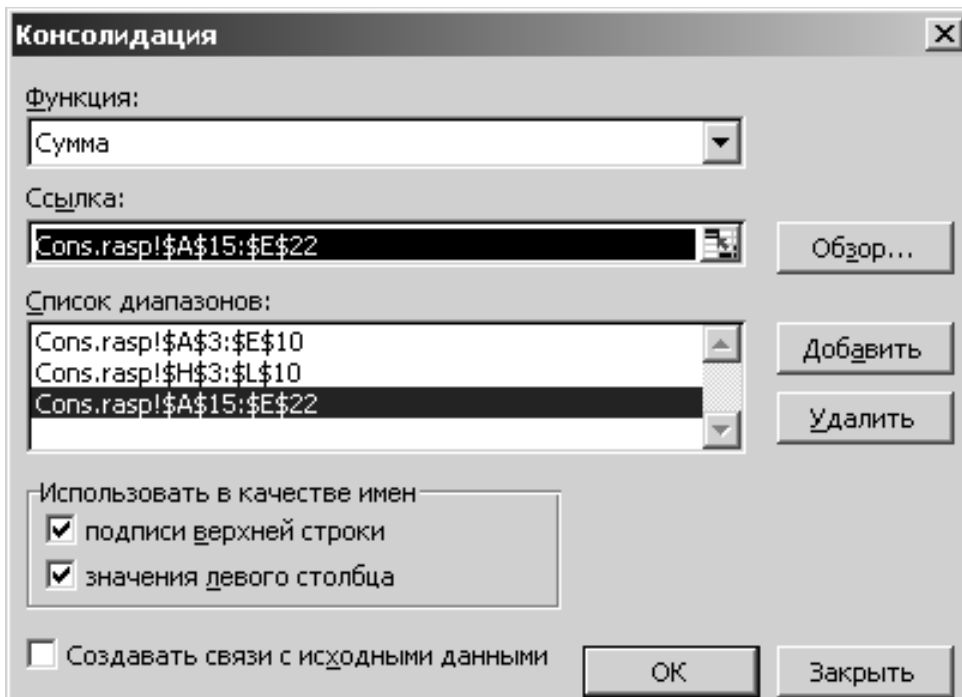 Консолидация
Функция:
Сумма
Ссылка:
Cons.rasp!$A$15:$E$22
Обзор...
Список диапазонов:
Cons.rasp!$A$3:$E$10
Cons.rasp!$H$3:$L$10
Cons.rasp!$A$15:$E$22
Добавить
Удалить
Использовать в качестве имен
подписи верхней строки
значения левого столбца
Создавать связи с исходными данными
ОК
Закрыть